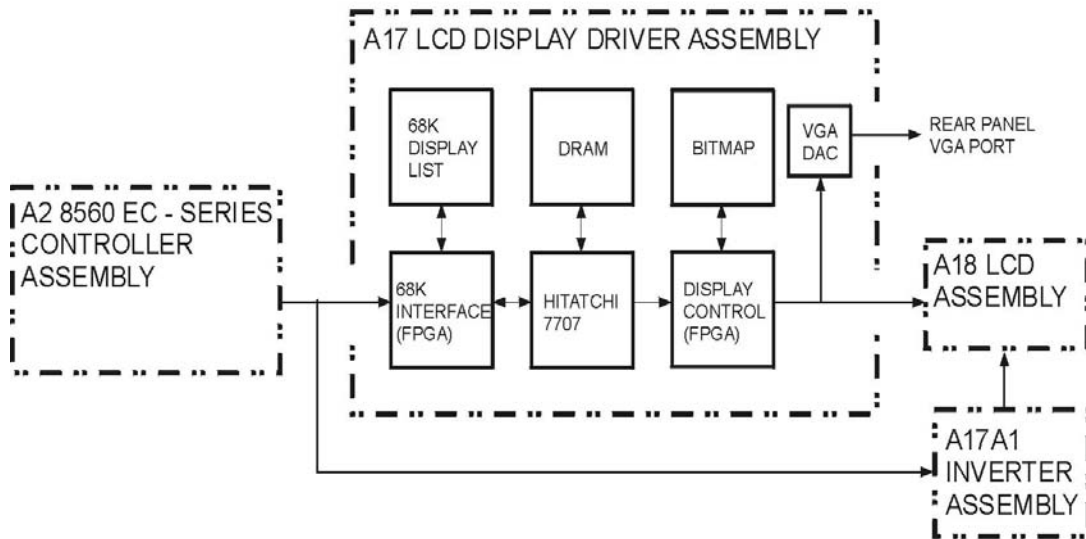 A17 LCD DISPLAY DRIVER ASSEMBLY
68K
DISPLAY
LIST
DRAM
BITMAP
VGA
DAC
REAR PANEL
VGA PORT
A2 8560 EC - SERIES
CONTROLLER
ASSEMBLY
68K
INTERFACE
(FPGA)
HITATCHI
7707
DISPLAY
CONTROL
(FPGA)
A18 LCD
ASSEMBLY
A17A1
INVERTER
ASSEMBLY